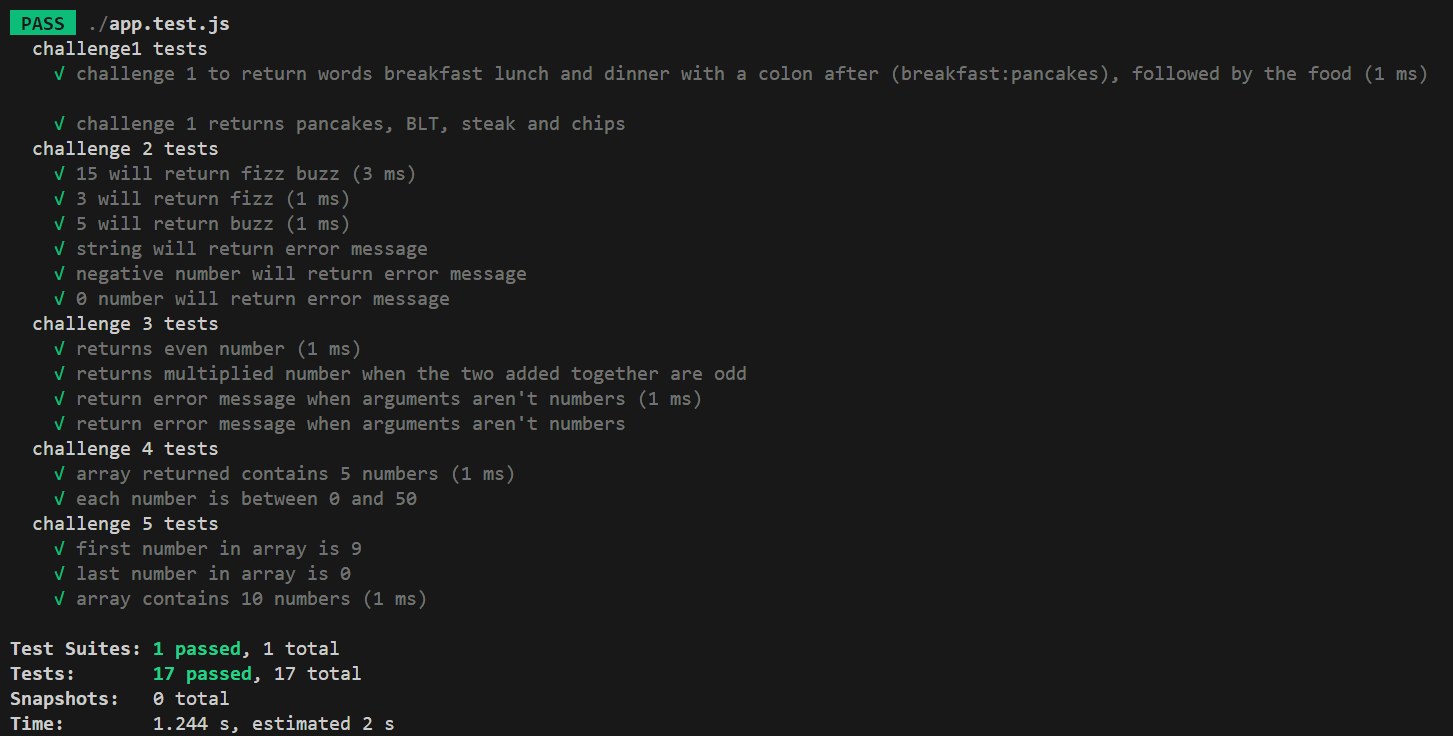 PASS ./app.test.js
challenge1 tests
√ challenge 1 to return words breakfast lunch and dinner with a colon after (breakfast:pancakes), followed by the food (1 ms)
√ challenge 1 returns pancakes, BLT, steak and chips
challenge 2 tests
√ 15 will return fizz buzz (3 ms)
√ 3 will return fizz (1 ms)
√ 5 will return buzz (1 ms)
√ string will return error message
√ negative number will return error message
√ 0 number will return error message
challenge 3 tests
√ returns even number (1 ms)
√ returns multiplied number when the two added together are odd
√ return error message when arguments aren't numbers (1 ms)
√ return error message when arguments aren't numbers
challenge 4 tests
√ array returned contains 5 numbers (1 ms)
√ each number is between 0 and 50
challenge 5 tests
√ first number in array is 9
√ last number in array is 0
√ array contains 10 numbers (1 ms)
Test Suites: 1 passed, 1 total
Tests: 17 passed, 17 total
Snapshots: 0 total
Time: 1.244 s, estimated 2 s